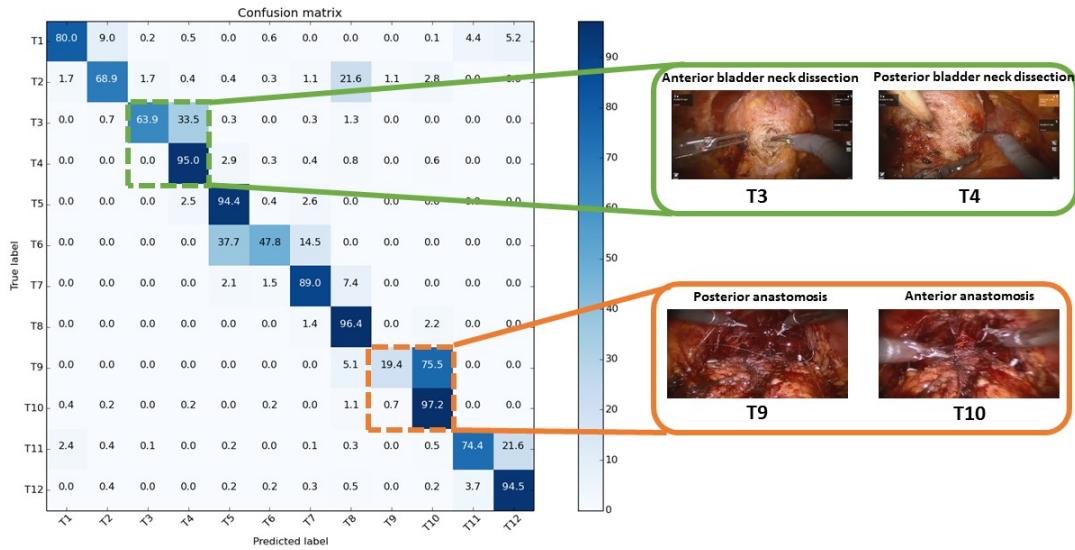 Confusion matrix
T1 80.0 9.0 0.2 0.5 0.0 0.6 0.0 0.0 0.0 0.1 4.4 5.2
T2 1.7 68.9 1.7 0.4 0.4 0.3 1.1 21.6 1.1 2.8 0.0
T3 0.0 0.7 63.9 33.5 0.3 0.0 0.3 1.3 0.0 0.0 0.0 0.0
T4 0.0 0.0 0.0 95.0 2.9 0.3 0.4 0.8 0.0 0.6 0.0 0.0
T5 0.0 0.0 0.0 2.5 94.4 0.4 2.6 0.0 0.0 0.0 0.0
T6 0.0 0.0 0.0 0.0 37.7 47.8 14.5 0.0 0.0 0.0 0.0 0.0
T7 0.0 0.0 0.0 0.0 2.1 1.5 89.0 7.4 0.0 0.0 0.0 0.0
T8 0.0 0.0 0.0 0.0 0.0 0.0 1.4 96.4 0.0 2.2 0.0 0.0
T9 0.0 0.0 0.0 0.0 0.0 0.0 0.0 5.1 19.4 75.5 0.0 0.0
T10 0.4 0.2 0.0 0.0 0.2 0.0 0.2 1.1 0.7 97.2 0.0 0.0
T11 2.4 0.4 0.1 0.0 0.2 0.0 0.1 0.3 0.0 0.5 74.4 21.6
T12 0.0 0.4 0.0 0.0 0.2 0.2 0.3 0.5 0.0 0.2 3.7 94.5
T1 T2 T3 T4 T5 T6 T7 T8 T9 T10 T11 T12
Predicted label
True label
90
80
70
60
50
40
30
20
10
0
Anterior bladder neck dissection
Posterior bladder neck dissection
T3
T4
Posterior anastomosis
Anterior anastomosis
T9
T10